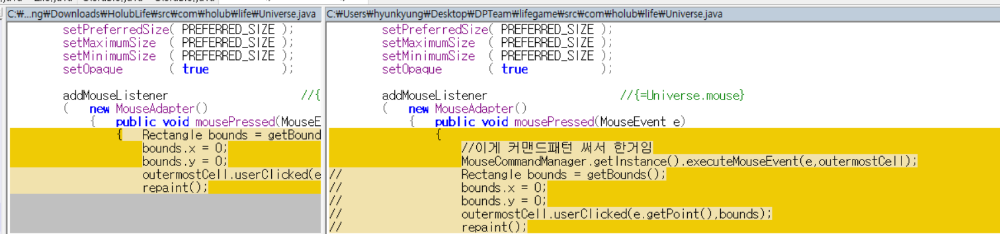 C:₩...ng₩Downloads₩HolubLife₩src₩com₩holub₩life₩Universe.java
setPreferredSize( PREFERRED_SIZE );
setMaximumSize ( PREFERRED_SIZE );
setMinimumSize ( PREFERRED_SIZE );
setOpaque ( true );
addMouseListener //{
( new MouseAdapter()
{ public void mousePressed(MouseE
{ Rectangle bounds = getBound
bounds.x = 0;
bounds.y = 0;
outermostCell.userClicked(e
repaint();
C:₩Users₩hyunkyung₩Desktop₩DPTeam₩lifegame₩src₩com₩holub₩life₩Universe.java
setPreferredSize( PREFERRED_SIZE );
setMaximumSize ( PREFERRED_SIZE );
setMinimumSize ( PREFERRED_SIZE );
setOpaque ( true );
addMouseListener //{=Universe.mouse}
( new MouseAdapter()
{ public void mousePressed(MouseEvent e)
{
//이게 커맨드패턴 써서 한거임
MouseCommandManager.getInstance().executeMouseEvent(e,outermostCell);
// Rectangle bounds = getBounds();
// bounds.x = 0;
// bounds.y = 0;
// outermostCell.userClicked(e.getPoint(),bounds);
// repaint();